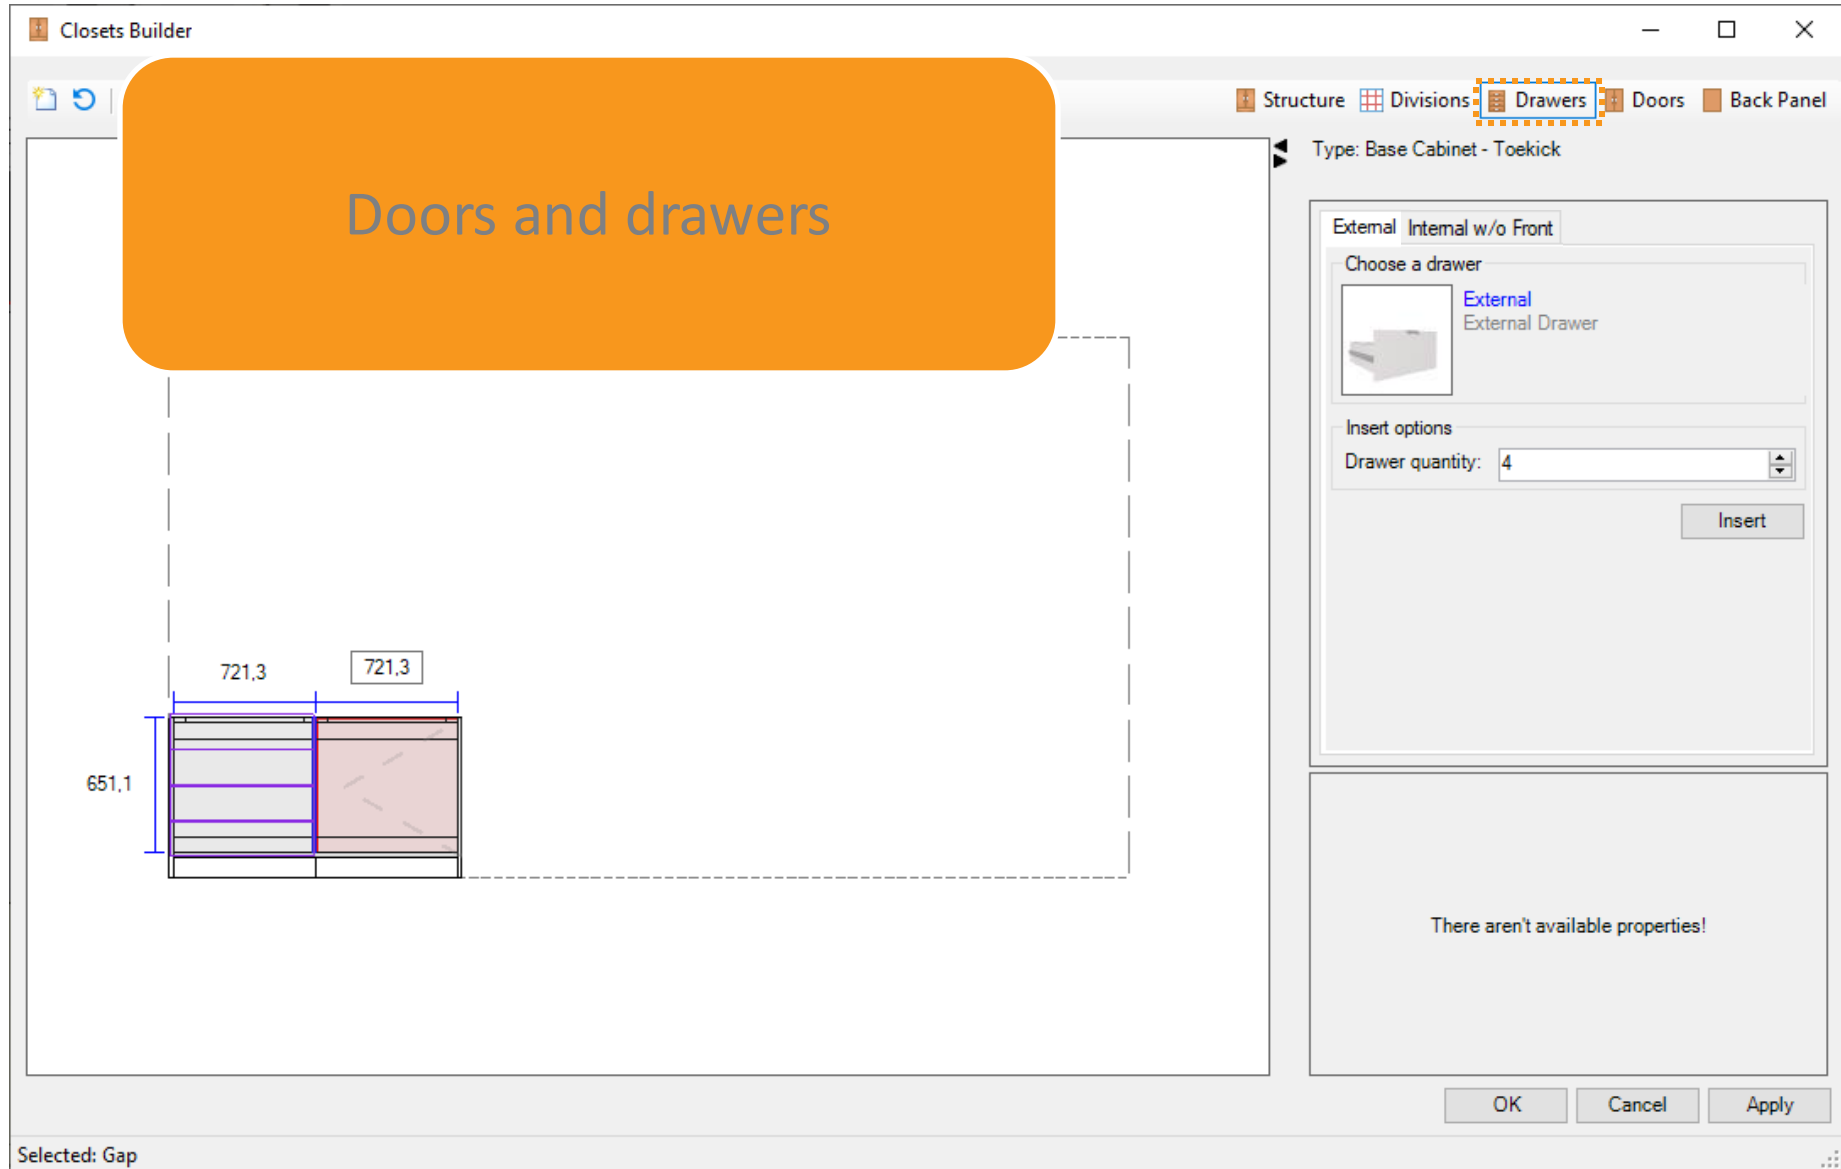 Closets Builder
Structure Divisions Drawers Doors Back Panel
Doors and drawers
Type: Base Cabinet - Toekick
External Internal w/o Front
Choose a drawer
External
External Drawer
Insert options
Drawer quantity: 4
Insert
721,3 721,3
651,1
There aren't available properties!
OK Cancel Apply
Selected: Gap